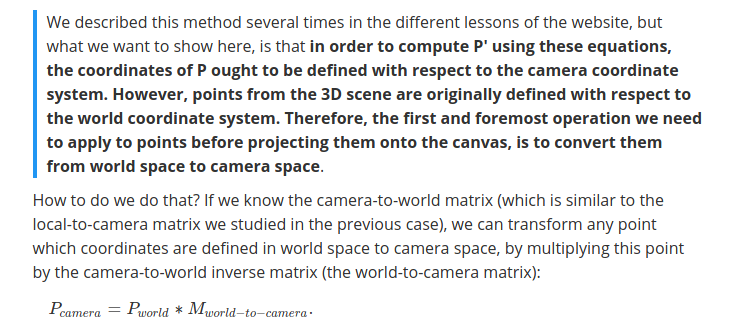 We described this method several times in the different lessons of the website, but
what we want to show here, is that in order to compute P' using these equations,
the coordinates of P ought to be defined with respect to the camera coordinate
system. However, points from the 3D scene are originally defined with respect to
the world coordinate system. Therefore, the first and foremost operation we need
to apply to points before projecting them onto the canvas, is to convert them
from world space to camera space.
How to do we do that? If we know the camera-to-world matrix (which is similar to the
local-to-camera matrix we studied in the previous case), we can transform any point
which coordinates are defined in world space to camera space, by multiplying this point
by the camera-to-world inverse matrix (the world-to-camera matrix):
P_camera = P_world * M_world−to−camera.